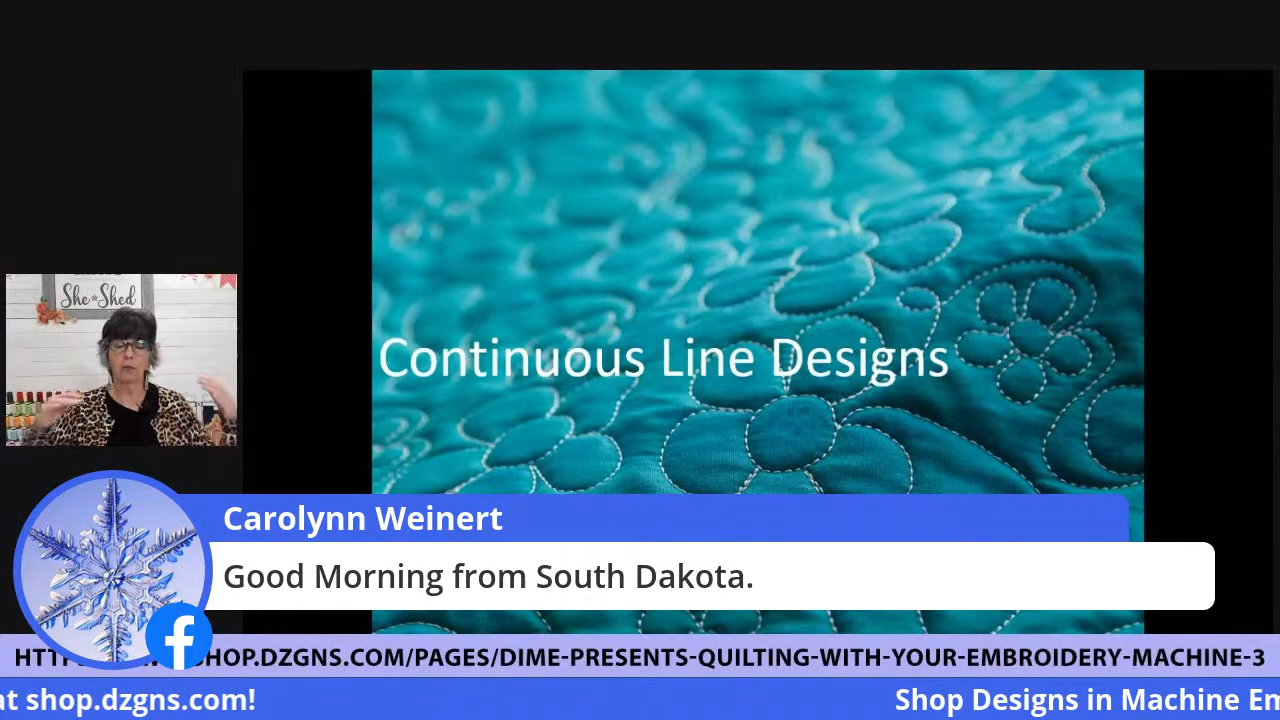 She Shed
Continuous Line Designs
Carolynn Weinert
Good Morning from South Dakota.
SHOP.DZGNS.COM/PAGES/DIME-PRESENTS-QUILTING-WITH-YOUR-EMBROIDERY-MACHINE-3
at shop.dzgns.com!
Shop Designs in Machine